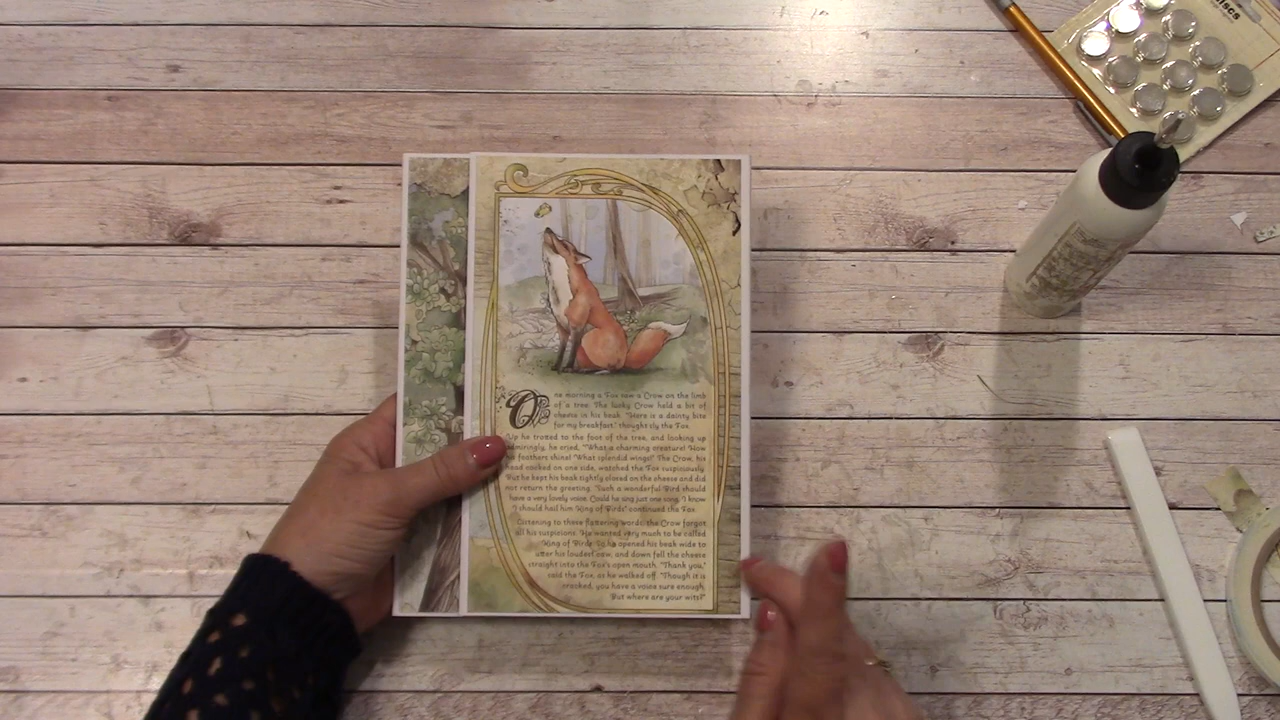 iscs
One morning a Fox saw a Crow on the limb
of a tree. The lucky Crow held a bit of
cheese in his beak. "Here is a dainty bite
for my breakfast," thought sly the Fox.
Up he trotted to the foot of the tree, and looking up
admiringly, he cried, "What a charming creature! How
feathers shine! What splendid wings!" The Crow, his
head cocked on one side, watched the Fox suspiciously.
But he kept his beak tightly closed on the cheese and did
not return the greeting. "Such a wonderful Bird should
have a very lovely voice. Could he sing just one song, I know
I should hail him King of Birds" continued the Fox.
Listening to these flattering words, the Crow forgot
all his suspicions. He wanted very much to be called
King of Birds. So he opened his beak wide to
utter his loudest caw, and down fell the cheese
straight into the Fox's open mouth. "Thank you,"
said the Fox, as he walked off. "Though it is
cracked, you have a voice sure enough.
But where are your wits?"